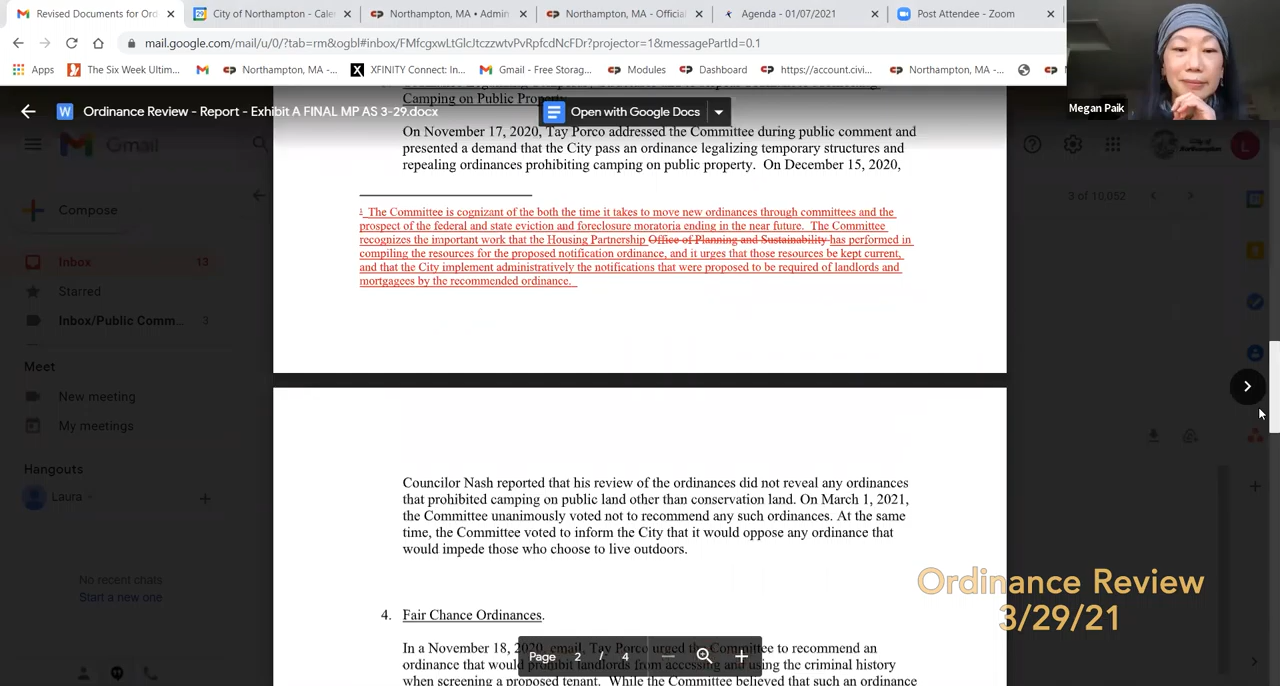 Revised Documents for Ord
City of Northampton - Cale
Northampton, MA • Admin
Northampton, MA - Official
Agenda - 01/07/2021
Post Attendee - Zoom
mail.google.com/mail/u/0/?tab=rm&ogbl#inbox/FMfcgxwLtGlcJtczzwtvPvRpfcdNcFDr?projector=1&messagePartId=0.1
Apps
The Six Week Ultim...
Northampton, MA -...
XFINITY Connect: In...
Gmail - Free Storag...
Modules
Dashboard
https://account.civi...
Northampton, MA -...
Megan Paik
Ordinance Review - Report - Exhibit A FINAL MP AS 3-29.docx
Open with Google Docs
Camping on Public Property
Gmail
Compose
3 of 10,052
Inbox 13
Starred
Inbox/Public Comm... 3
Meet
New meeting
My meetings
Hangouts
Laura
No recent chats
Start a new one
On November 17, 2020, Tay Porco addressed the Committee during public comment and
presented a demand that the City pass an ordinance legalizing temporary structures and
repealing ordinances prohibiting camping on public property. On December 15, 2020,
1 The Committee is cognizant of the both the time it takes to move new ordinances through committees and the
prospect of the federal and state eviction and foreclosure moratoria ending in the near future. The Committee
recognizes the important work that the Housing Partnership Office of Planning and Sustainability has performed in
compiling the resources for the proposed notification ordinance, and it urges that those resources be kept current,
and that the City implement administratively the notifications that were proposed to be required of landlords and
mortgagees by the recommended ordinance.
Councilor Nash reported that his review of the ordinances did not reveal any ordinances
that prohibited camping on public land other than conservation land. On March 1, 2021,
the Committee unanimously voted not to recommend any such ordinances. At the same
time, the Committee voted to inform the City that it would oppose any ordinance that
would impede those who choose to live outdoors.
4. Fair Chance Ordinances.
In a November 18, 2020, email, Tay Porco urged the Committee to recommend an
ordinance that would prohibit landlords from accessing and using the criminal history
when screening a proposed tenant. While the Committee believed that such an ordinance
Page 2 / 4
Ordinance Review
3/29/21